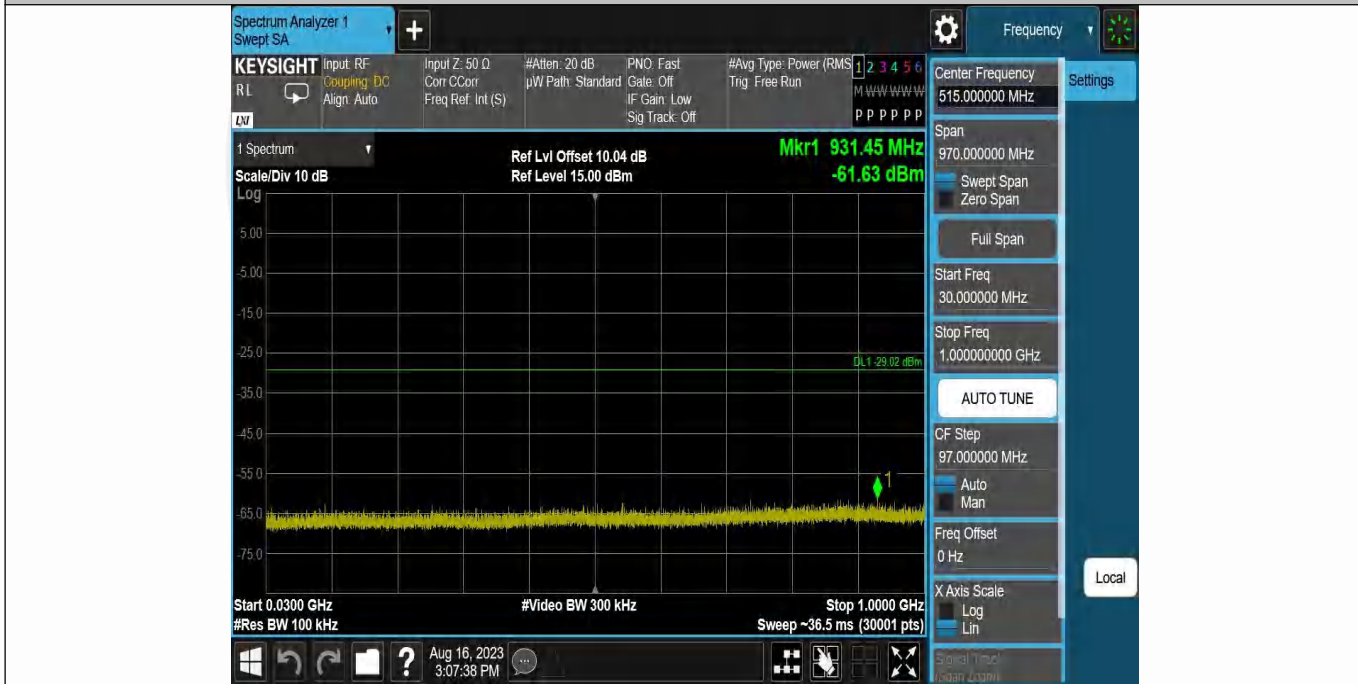 Spectrum Analyzer 1
Swept SA
+
Frequency
KEYSIGHT
RL
LXI
Input: RF
Coupling: DC
Align: Auto
Input Z: 50 Ω
Corr CCorr
Freq Ref: Int (S)
#Atten: 20 dB
µW Path: Standard
PNO: Fast
Gate: Off
IF Gain: Low
Sig Track: Off
#Avg Type: Power (RMS
Trig: Free Run
1 2 3 4 5 6
M W W W W W
P P P P P P
1 Spectrum
Scale/Div 10 dB
Log
Ref Lvl Offset 10.04 dB
Ref Level 15.00 dBm
Mkr1 931.45 MHz
-61.63 dBm
5.00
-5.00
-15.0
-25.0
-35.0
-45.0
-55.0
-65.0
-75.0
DL1 -29.02 dBm
1
Start 0.0300 GHz
#Res BW 100 kHz
#Video BW 300 kHz
Stop 1.0000 GHz
Sweep ~36.5 ms (30001 pts)
?
Aug 16, 2023
3:07:38 PM
Center Frequency
515.000000 MHz
Settings
Span
970.000000 MHz
Swept Span
Zero Span
Full Span
Start Freq
30.000000 MHz
Stop Freq
1.000000000 GHz
AUTO TUNE
CF Step
97.000000 MHz
Auto
Man
Freq Offset
0 Hz
X Axis Scale
Log
Lin
Local
Signal Track
(Span Zoom)